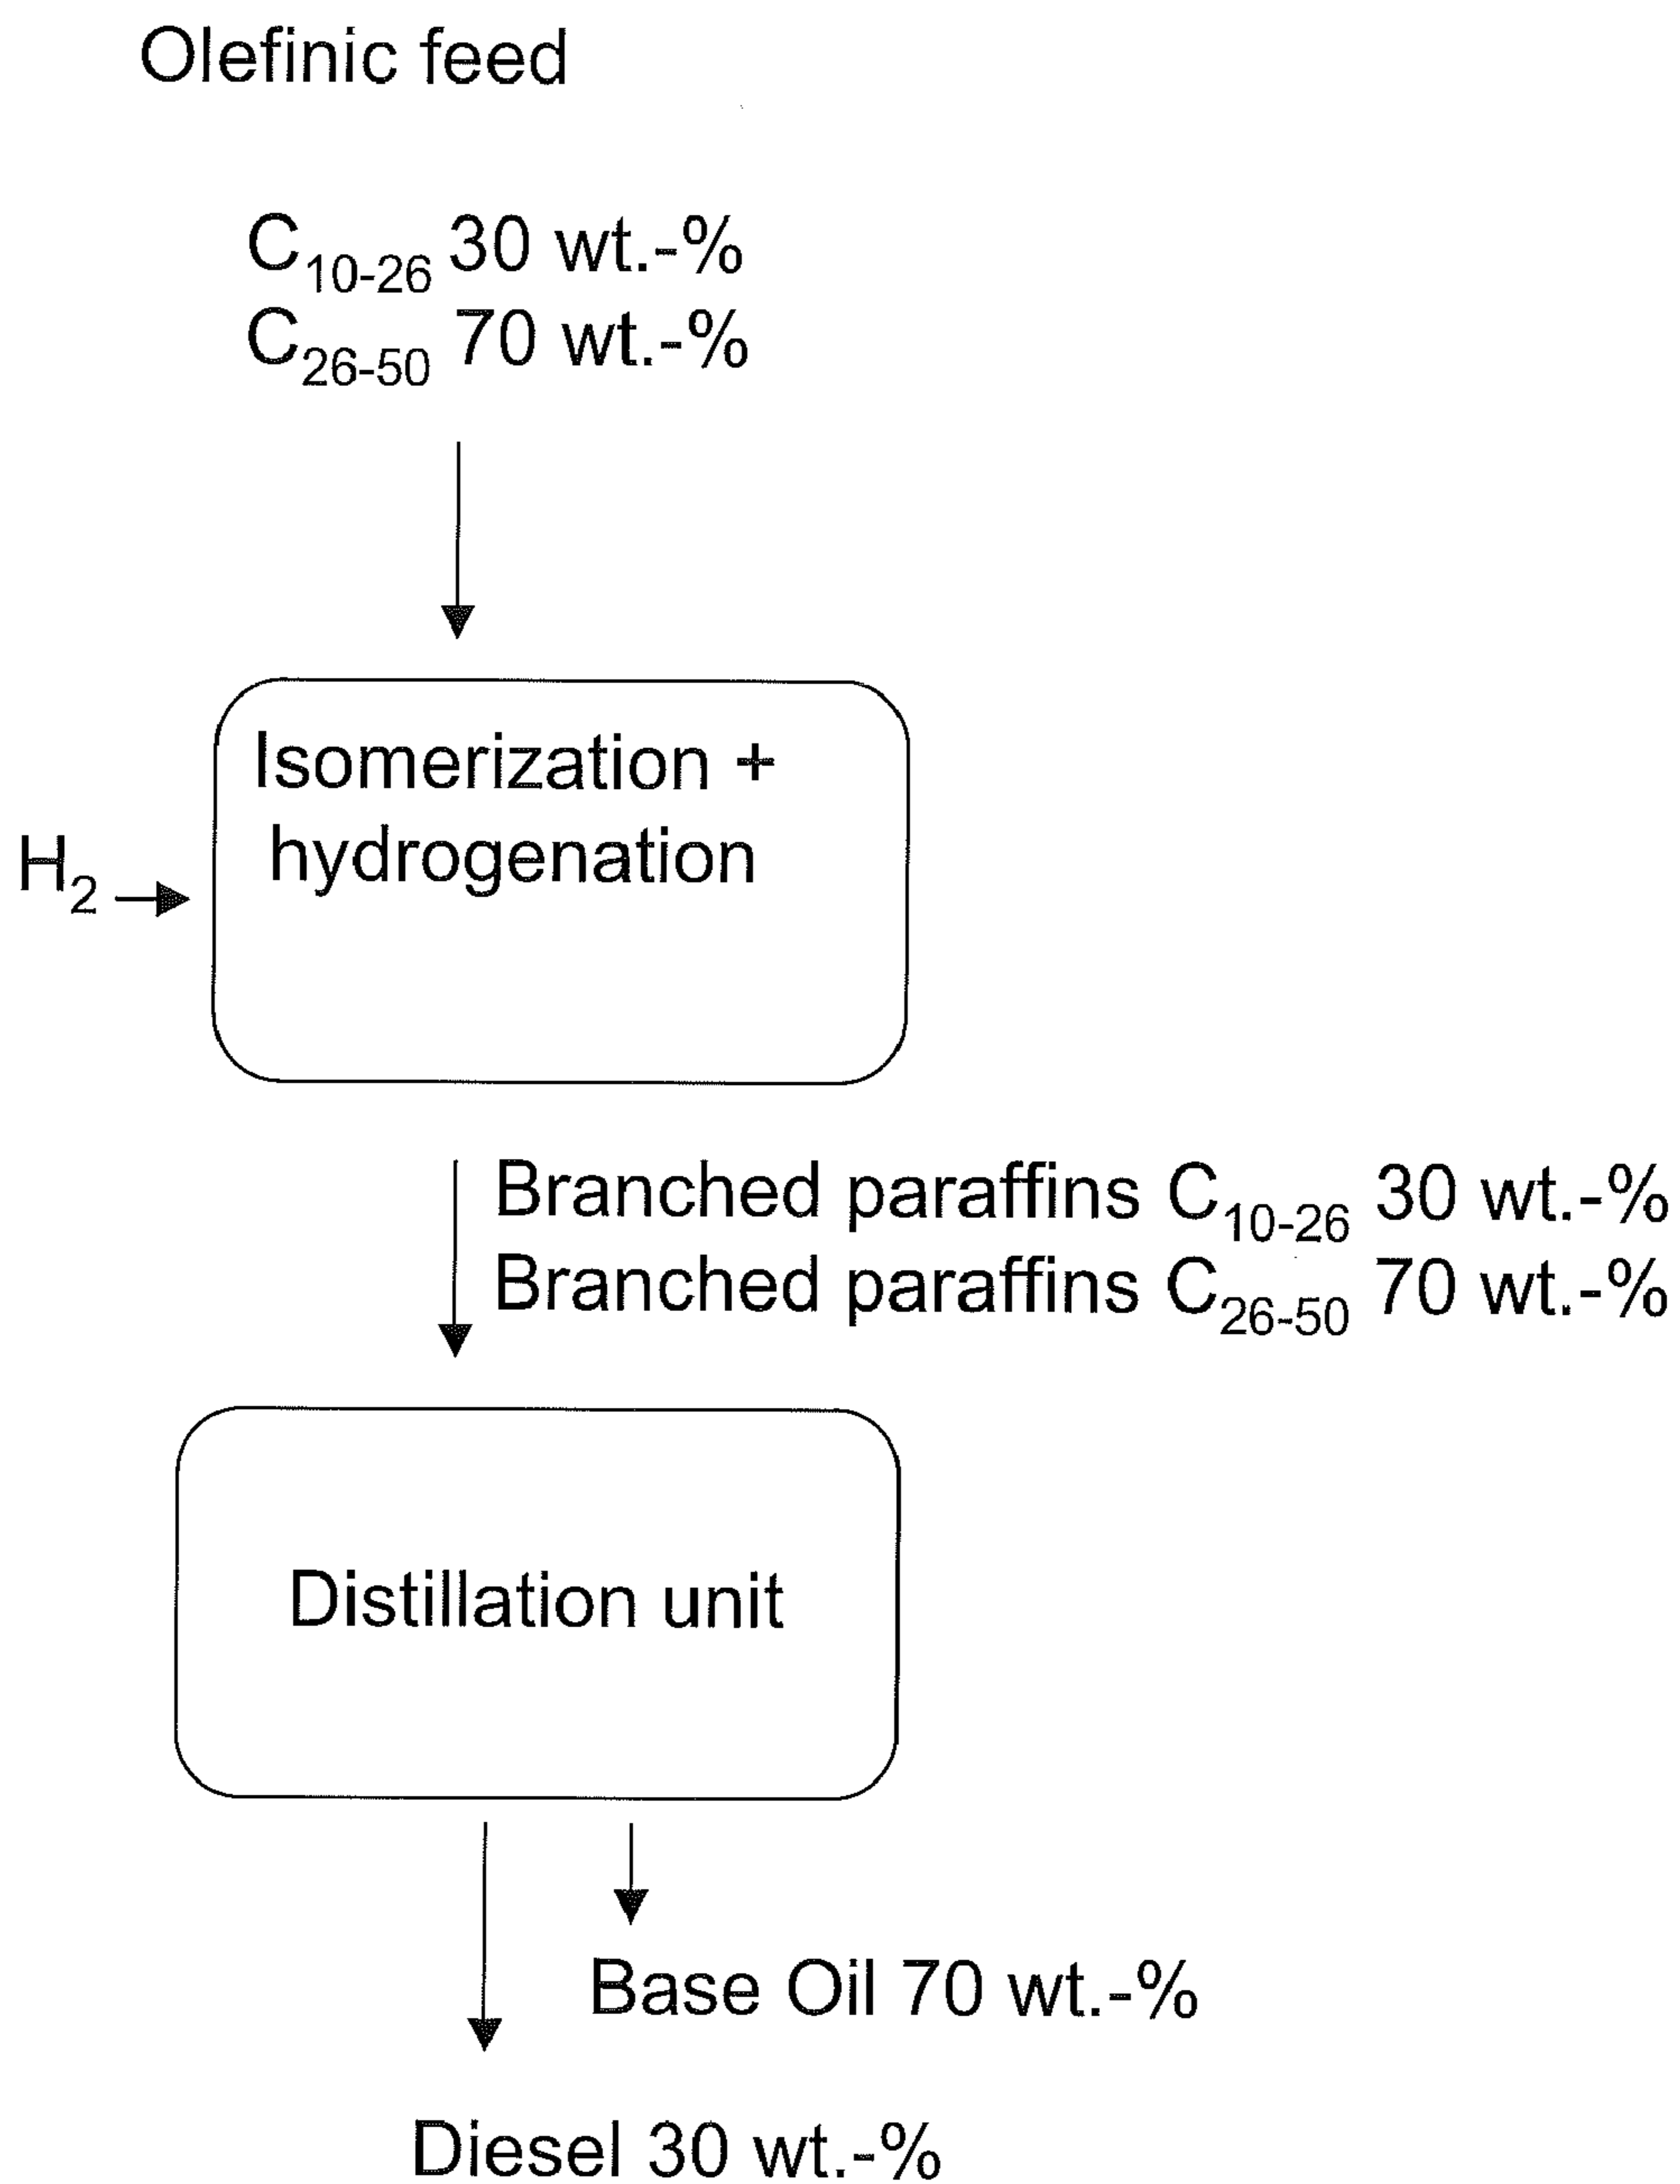 Olefinic feed
C₁₀₋₂₆ 30 wt.-%
C₂₆₋₅₀ 70 wt.-%
Isomerization +
hydrogenation
H₂
Branched paraffins C₁₀₋₂₆ 30 wt.-%
Branched paraffins C₂₆₋₅₀ 70 wt.-%
Distillation unit
Base Oil 70 wt.-%
Diesel 30 wt.-%